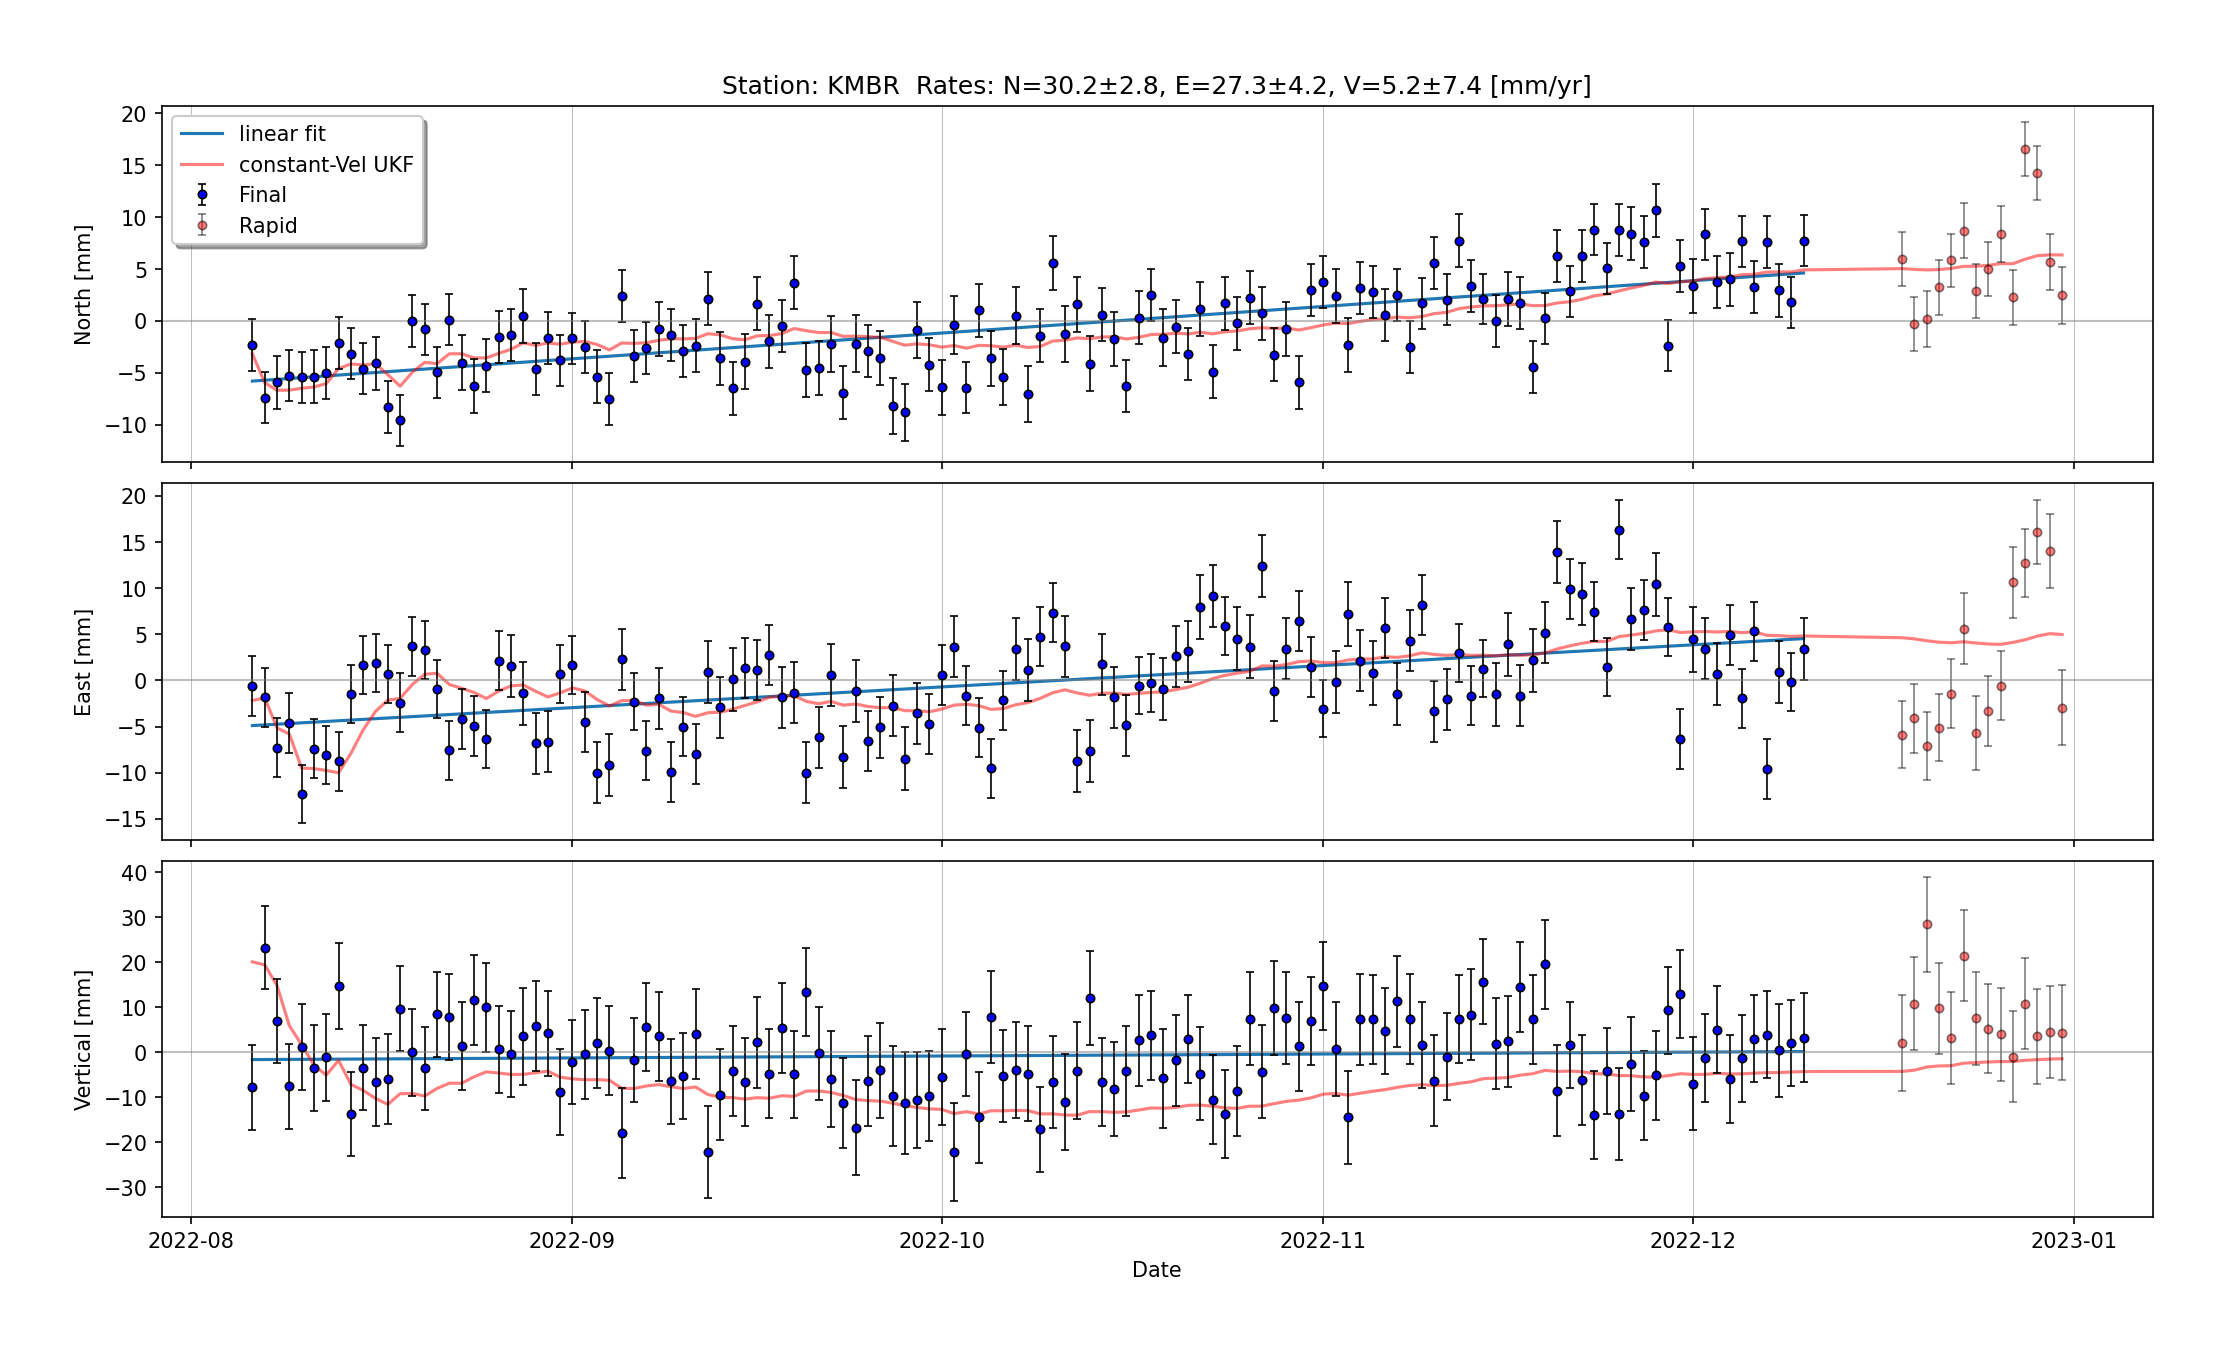 Station: KMBR  Rates: N=30.2±2.8, E=27.3±4.2, V=5.2±7.4 [mm/yr]
linear fit
constant-Vel UKF
Final
Rapid
North [mm]
20
15
10
5
0
−5
−10
East [mm]
20
15
10
5
0
−5
−10
−15
Vertical [mm]
40
30
20
10
0
−10
−20
−30
2022-08 2022-09 2022-10 2022-11 2022-12 2023-01
Date